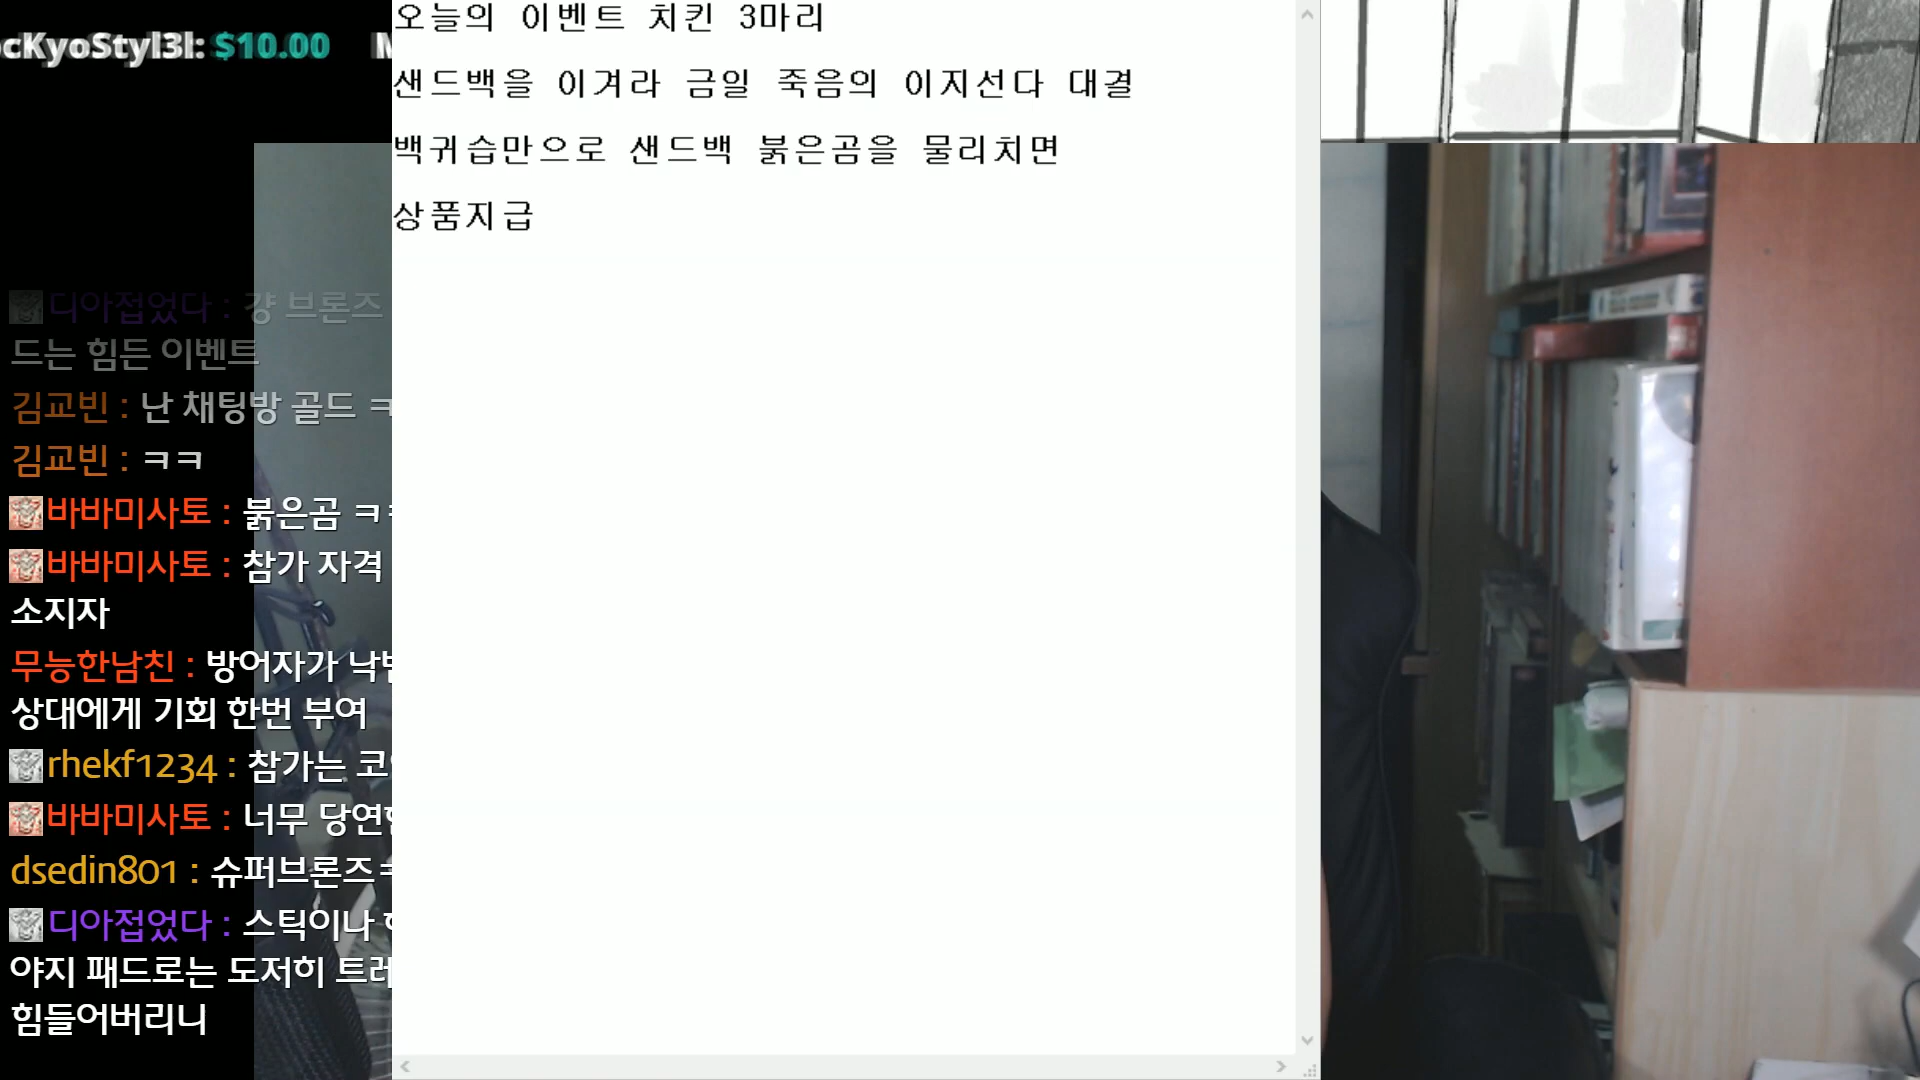 ocKyoStyl3l: $10.00
오늘의 이벤트 치킨 3마리
샌드백을 이겨라 금일 죽음의 이지선다 대결
백귀습만으로 샌드백 붉은곰을 물리치면
상품지급
디아접었다 : 걍 브론즈
드는 힘든 이벤트
김교빈 : 난 채팅방 골드 ㅋ
김교빈 : ㅋㅋ
바바미사토 : 붉은곰 ㅋ
바바미사토 : 참가 자격
소지자
무능한남친 : 방어자가
상대에게 기회 한번 부여
rhekf1234 : 참가는
바바미사토 : 너무
dsedin801 : 슈퍼브론즈
디아접었다 : 스틱이나
야지 패드로는 도저히
힘들어버리니